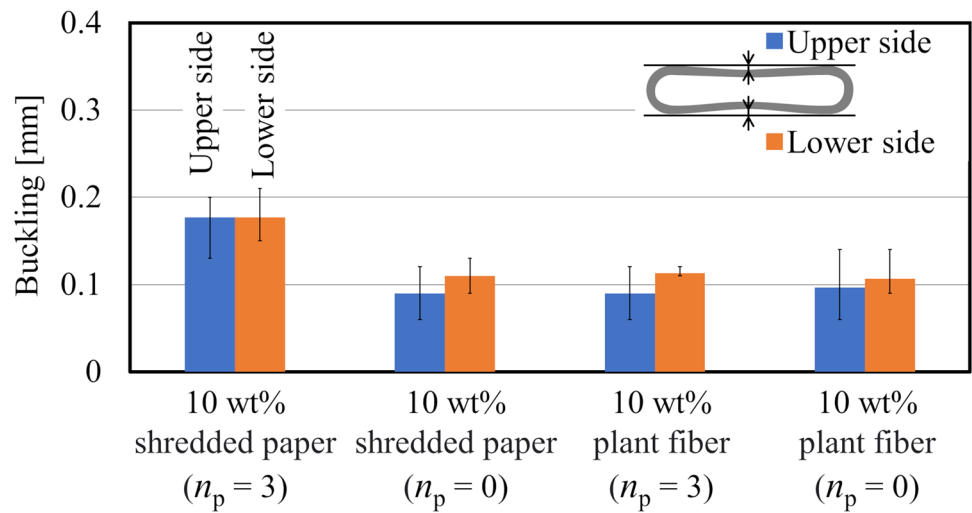 0.4
0.3
0.2
0.1
0
Buckling [mm]
Upper side
Lower side
Upper side
Lower side
10 wt%
shredded paper
(np = 3)
10 wt%
shredded paper
(np = 0)
10 wt%
plant fiber
(np = 3)
10 wt%
plant fiber
(np = 0)